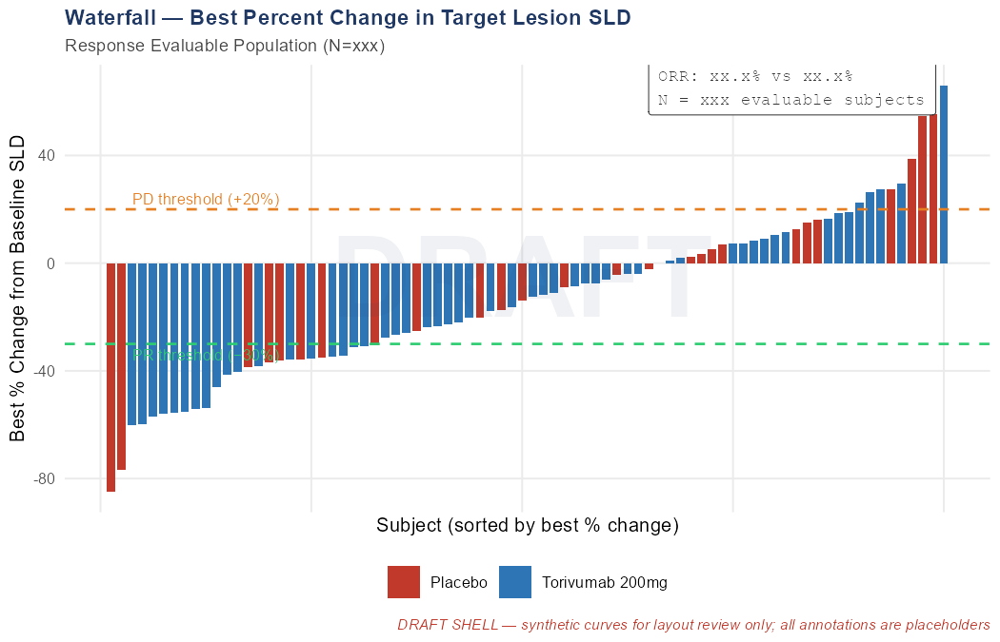 Waterfall — Best Percent Change in Target Lesion SLD
Response Evaluable Population (N=xxx)
ORR: xx.x% vs xx.x%
N = xxx evaluable subjects
Best % Change from Baseline SLD
40
0
-40
-80
PD threshold (+20%)
PR threshold (−30%)
DRAFT
Subject (sorted by best % change)
Placebo
Torivumab 200mg
DRAFT SHELL — synthetic curves for layout review only; all annotations are placeholders